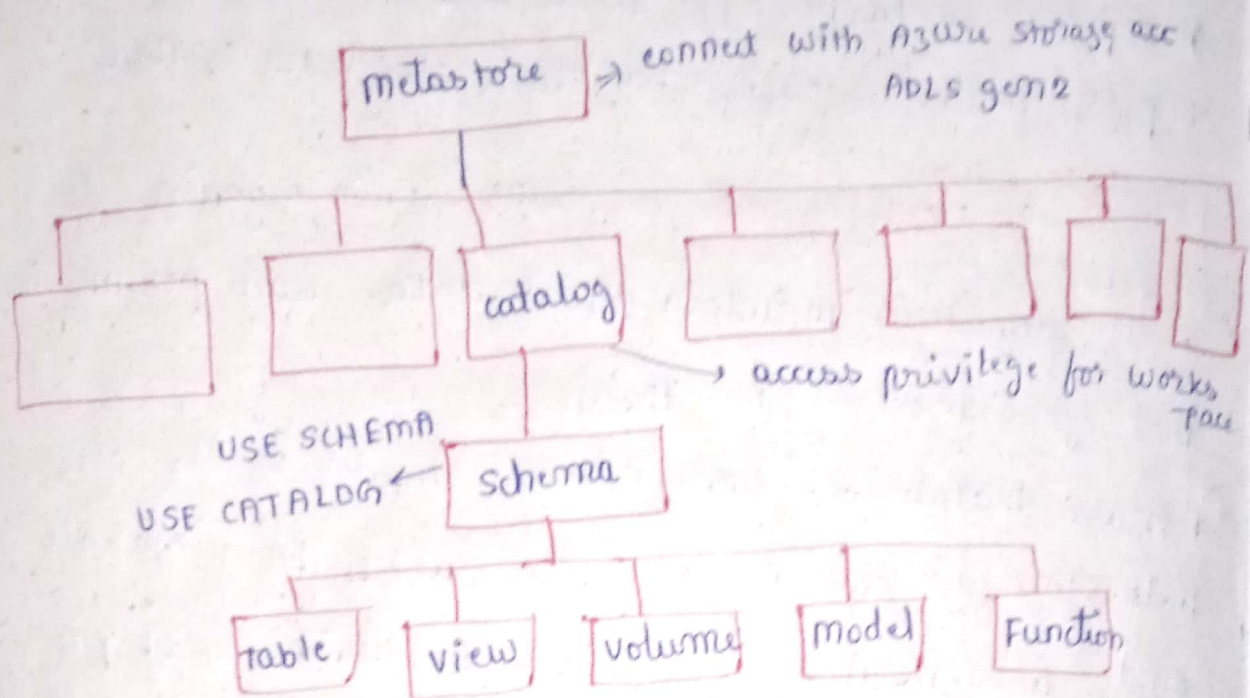 metastore → connect with Azure storage acc
ADLS gen2
catalog
→ access privilege for works
pace
USE SCHEMA
USE CATALOG ← schema
table view volume model Function